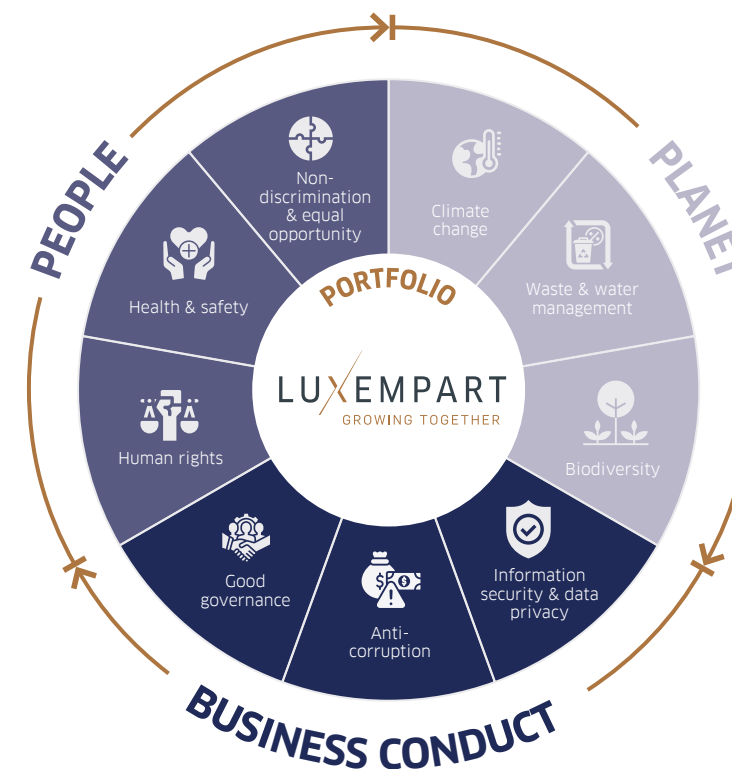 PEOPLE
PLANET
BUSINESS CONDUCT
PORTFOLIO
LUXEMPART
GROWING TOGETHER
Non-
discrimination
& equal
opportunity
Climate
change
Waste & water
management
Biodiversity
Information
security & data
privacy
Anti-
corruption
Good
governance
Human rights
Health & safety